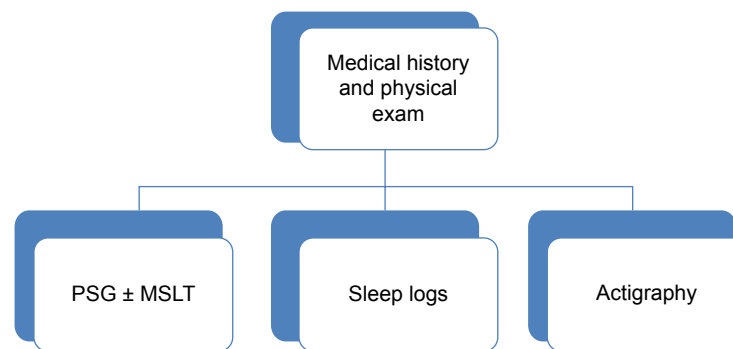 Medical history
and physical
exam
PSG ± MSLT
Sleep logs
Actigraphy